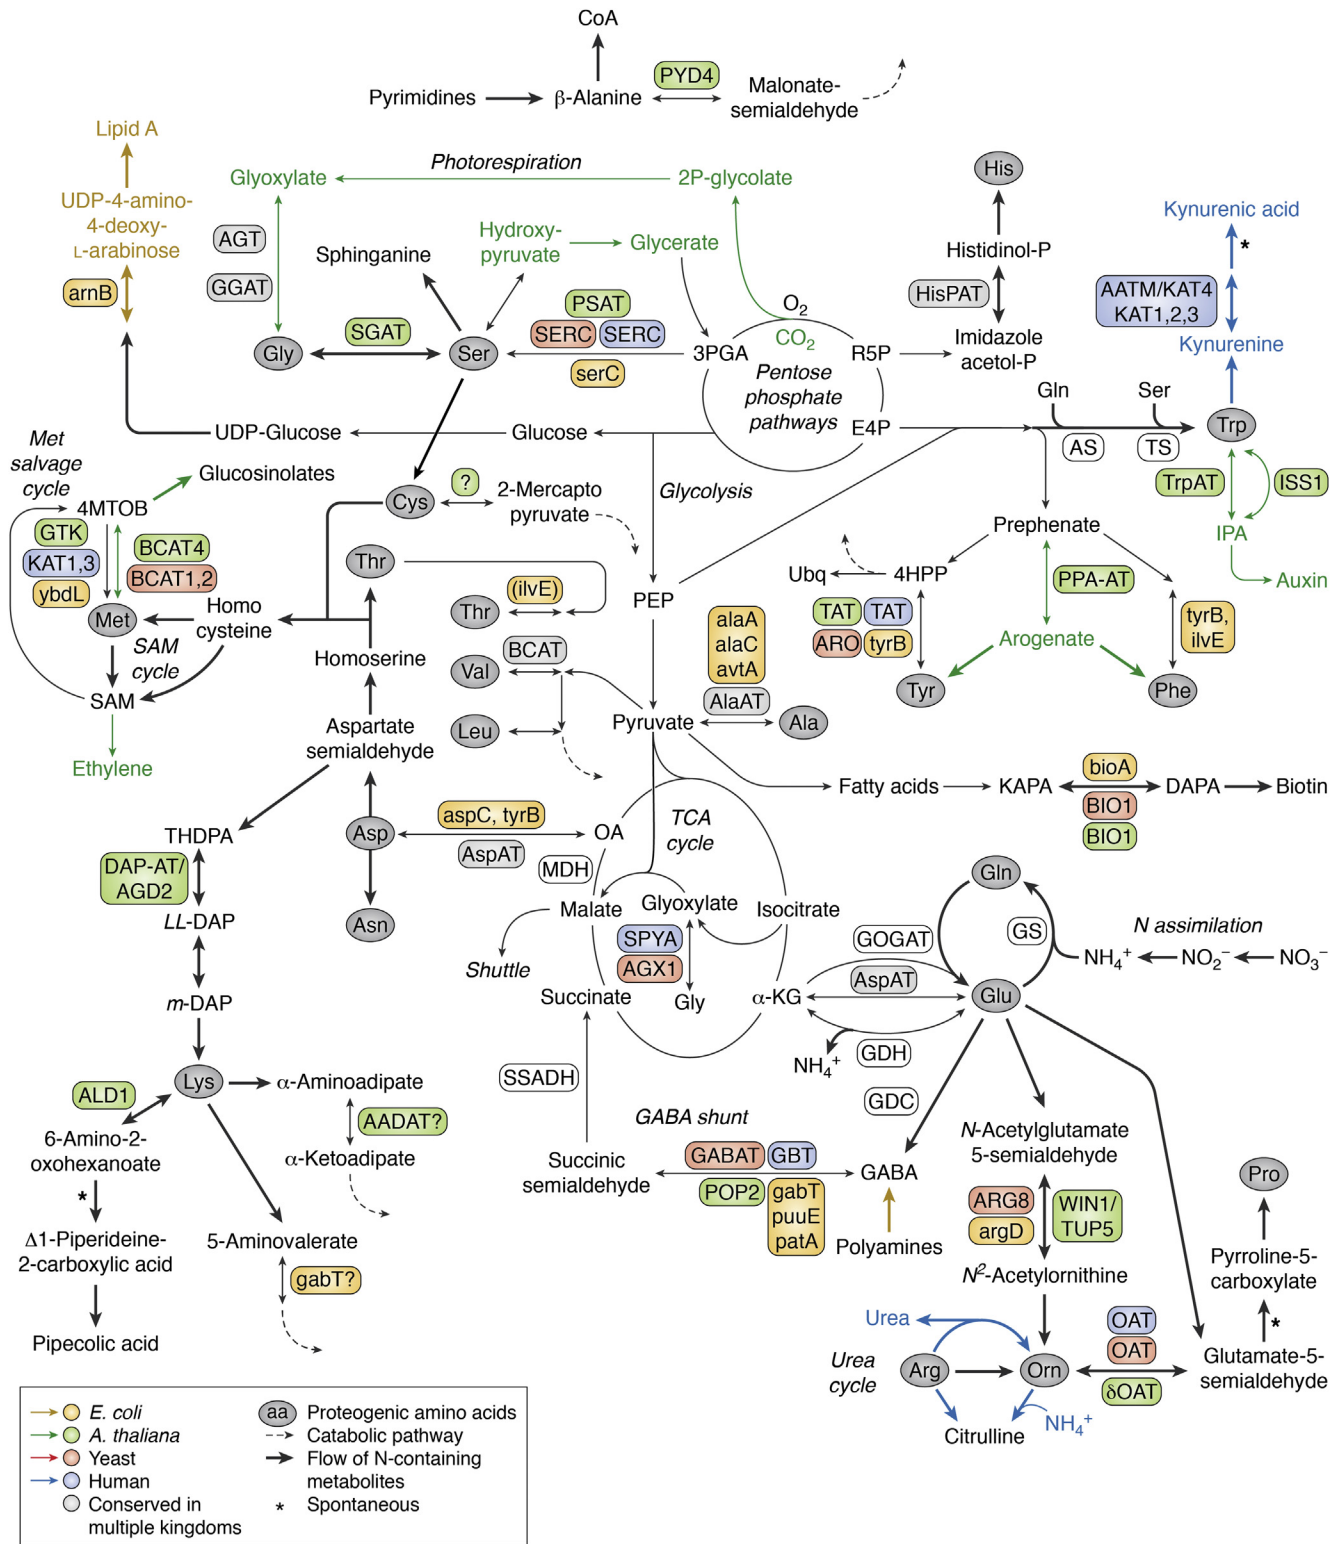 CoA
Pyrimidines
β-Alanine
PYD4
Malonate-
semialdehyde
Lipid A
UDP-4-amino-
4-deoxy-
L-arabinose
arnB
Photorespiration
Glyoxylate
2P-glycolate
AGT
GGAT
Sphinganine
Hydroxy-
pyruvate
Glycerate
SGAT
Gly
Ser
PSAT
SERC
SERC
serC
3PGA
O2
CO2
R5P
Pentose
phosphate
pathways
E4P
His
Histidinol-P
HisPAT
Imidazole
acetol-P
Kynurenic acid
*
AATM/KAT4
KAT1,2,3
Kynurenine
Gln
Ser
AS
TS
Trp
TrpAT
ISS1
IPA
Auxin
UDP-Glucose
Glucose
Glycolysis
Met
salvage
cycle
Glucosinolates
4MTOB
GTK
KAT1,3
ybdL
BCAT4
BCAT1,2
Met
Homo
cysteine
SAM
cycle
SAM
Ethylene
Cys
?
2-Mercapto
pyruvate
Thr
Thr
(ilvE)
PEP
Homoserine
Val
BCAT
Leu
Pyruvate
alaA
alaC
avtA
AlaAT
Ala
Prephenate
Ubq
4HPP
TAT
TAT
ARO
tyrB
Tyr
PPA-AT
Arogenate
tyrB,
ilvE
Phe
Aspartate
semialdehyde
Fatty acids
KAPA
bioA
BIO1
BIO1
DAPA
Biotin
THDPA
DAP-AT/
AGD2
LL-DAP
m-DAP
Asp
aspC, tyrB
AspAT
OA
TCA
cycle
MDH
Asn
Malate
Glyoxylate
Isocitrate
Shuttle
SPYA
AGX1
Succinate
Gly
α-KG
GOGAT
AspAT
GDH
NH4+
Gln
GS
Glu
N assimilation
NH4+
NO2−
NO3−
Lys
α-Aminoadipate
ALD1
AADAT?
6-Amino-2-
oxohexanoate
α-Ketoadipate
*
Δ1-Piperideine-
2-carboxylic acid
Pipecolic acid
5-Aminovalerate
gabT?
SSADH
GABA shunt
Succinic
semialdehyde
GABAT
GBT
POP2
gabT
puuE
patA
GDC
GABA
Polyamines
N-Acetylglutamate
5-semialdehyde
ARG8
argD
WIN1/
TUP5
N2-Acetylornithine
Pro
Pyrroline-5-
carboxylate
*
Glutamate-5-
semialdehyde
Urea
Urea
cycle
Arg
Orn
OAT
OAT
δOAT
NH4+
Citrulline
E. coli
A. thaliana
Yeast
Human
Conserved in
multiple kingdoms
aa
Proteogenic amino acids
Catabolic pathway
Flow of N-containing
metabolites
* Spontaneous